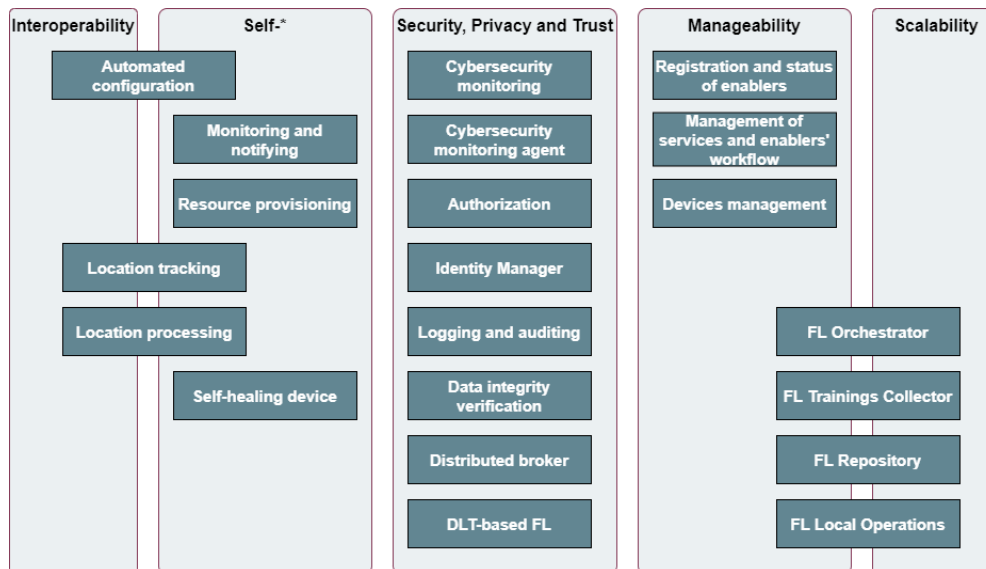 Interoperability
Self-*
Security, Privacy and Trust
Manageability
Scalability
Automated
configuration
Cybersecurity
monitoring
Registration and status
of enablers
Monitoring and
notifying
Cybersecurity
monitoring agent
Management of
services and enablers'
workflow
Resource provisioning
Authorization
Devices management
Location tracking
Identity Manager
Location processing
Logging and auditing
FL Orchestrator
Self-healing device
Data integrity
verification
FL Trainings Collector
Distributed broker
FL Repository
DLT-based FL
FL Local Operations